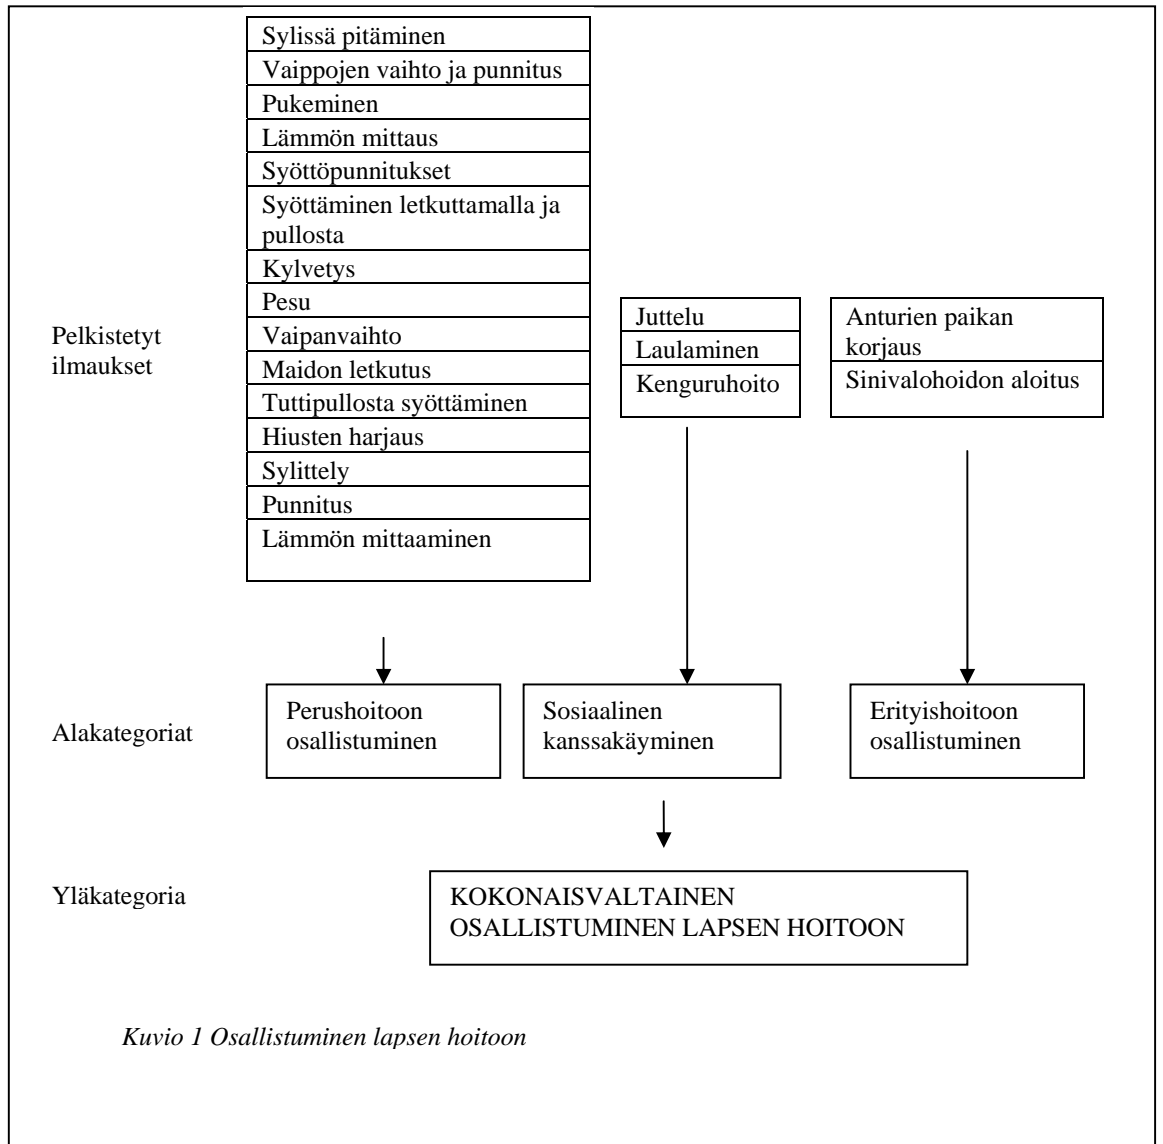 Sylissä pitäminen
Vaippojen vaihto ja punnitus
Pukeminen
Lämmön mittaus
Syöttöpunnitukset
Syöttäminen letkuttamalla ja
pullosta
Kylvetys
Pesu
Vaipanvaihto
Maidon letkutus
Tuttipullosta syöttäminen
Hiusten harjaus
Sylittely
Punnitus
Lämmön mittaaminen
Pelkistetyt
ilmaukset
Juttelu
Laulaminen
Kenguruhoito
Anturien paikan
korjaus
Sinivalohoidon aloitus
Alakategoriat
Perushoitoon
osallistuminen
Sosiaalinen
kanssakäyminen
Erityishoitoon
osallistuminen
Yläkategoria
KOKONAISVALTAINEN
OSALLISTUMINEN LAPSEN HOITOON
Kuvio 1 Osallistuminen lapsen hoitoon